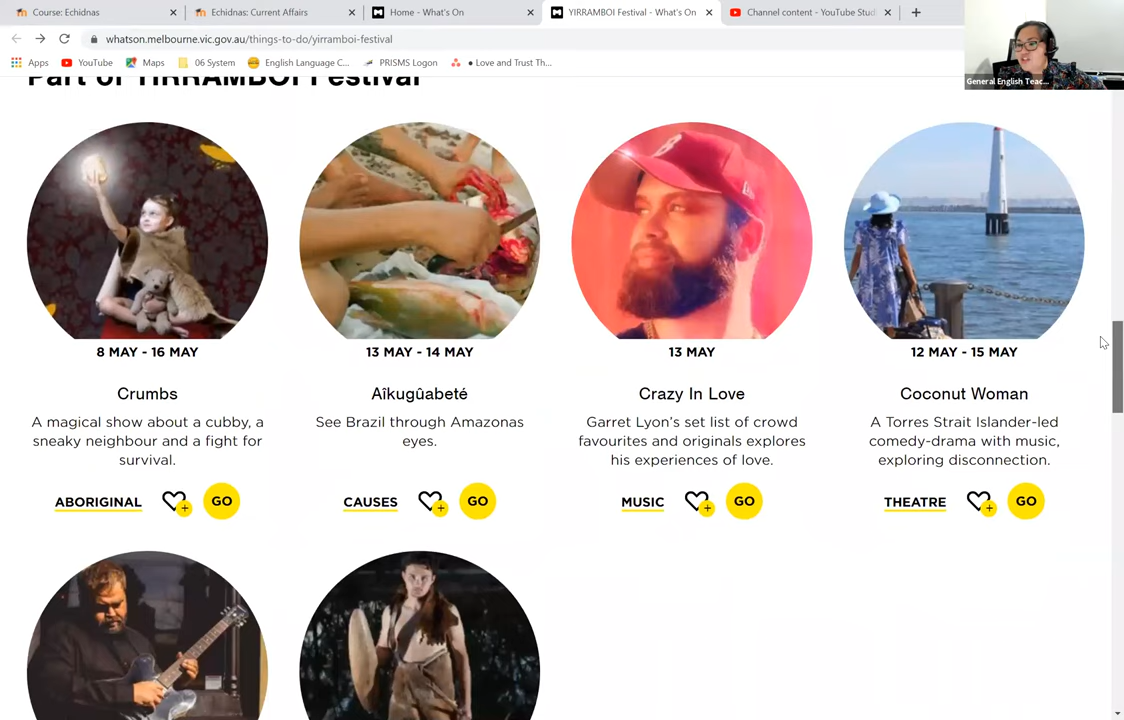 Course: Echidnas
Echidnas: Current Affairs
Home - What's On
YIRRAMBOI Festival - What's On
Channel content - YouTube Stud
whatson.melbourne.vic.gov.au/things-to-do/yirramboi-festival
Apps
YouTube
Maps
06 System
English Language C...
PRISMS Logon
● Love and Trust Th...
General English Teac...
Part of YIRRAMBOI Festival
8 MAY - 16 MAY
Crumbs
A magical show about a cubby, a
sneaky neighbour and a fight for
survival.
ABORIGINAL
GO
13 MAY - 14 MAY
Aîkugûabeté
See Brazil through Amazonas
eyes.
CAUSES
GO
13 MAY
Crazy In Love
Garret Lyon's set list of crowd
favourites and originals explores
his experiences of love.
MUSIC
GO
12 MAY - 15 MAY
Coconut Woman
A Torres Strait Islander-led
comedy-drama with music,
exploring disconnection.
THEATRE
GO